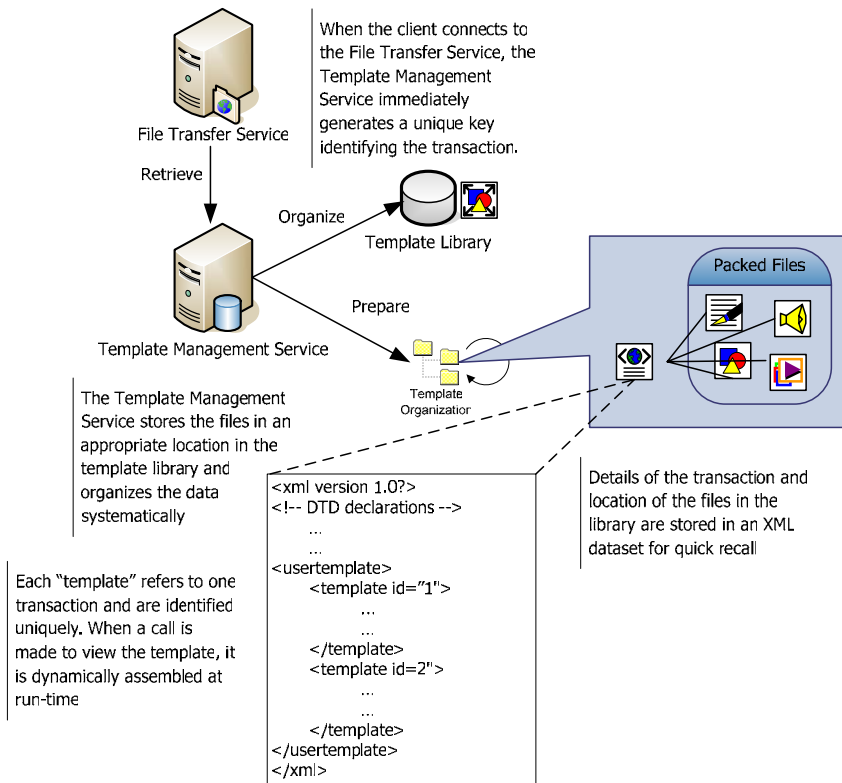 When the client connects to
the File Transfer Service, the
Template Management
Service immediately
generates a unique key
identifying the transaction.
File Transfer Service
Retrieve
Organize
Template Library
Packed Files
Prepare
Template Management Service
Template
Organization
The Template Management
Service stores the files in an
appropriate location in the
template library and
organizes the data
systematically
Details of the transaction and
location of the files in the
library are stored in an XML
dataset for quick recall
Each “template” refers to one
transaction and are identified
uniquely. When a call is
made to view the template, it
is dynamically assembled at
run-time
<xml version 1.0?>
<!-- DTD declarations -->
...
...
<usertemplate>
<template id=”1">
...
...
</template>
<template id=2">
...
...
</template>
</usertemplate>
</xml>